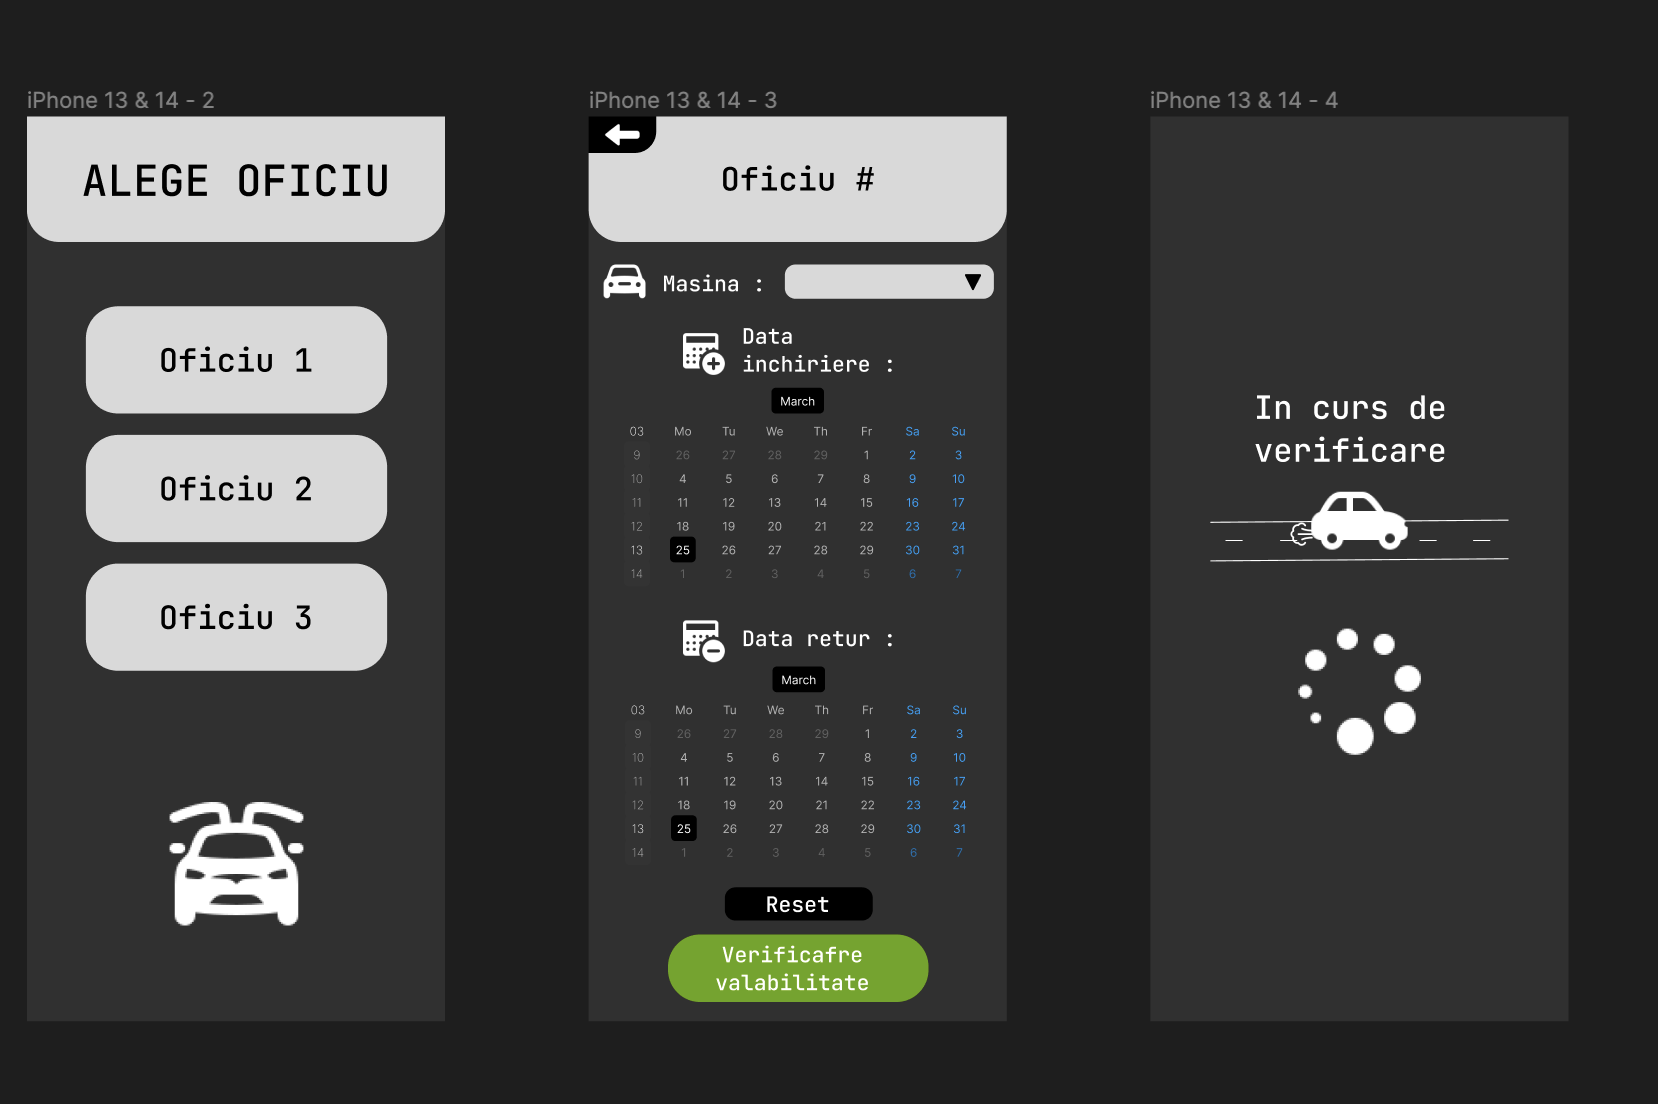 iPhone 13 & 14 - 2
ALEGE OFICIU
Oficiu 1
Oficiu 2
Oficiu 3
iPhone 13 & 14 - 3
Oficiu #
Masina :
Data
inchiriere :
March
03 Mo Tu We Th Fr Sa Su
9 26 27 28 29 1 2 3
10 4 5 6 7 8 9 10
11 11 12 13 14 15 16 17
12 18 19 20 21 22 23 24
13 25 26 27 28 29 30 31
14 1 2 3 4 5 6 7
Data retur :
March
03 Mo Tu We Th Fr Sa Su
9 26 27 28 29 1 2 3
10 4 5 6 7 8 9 10
11 11 12 13 14 15 16 17
12 18 19 20 21 22 23 24
13 25 26 27 28 29 30 31
14 1 2 3 4 5 6 7
Reset
Verificafre
valabilitate
iPhone 13 & 14 - 4
In curs de
verificare